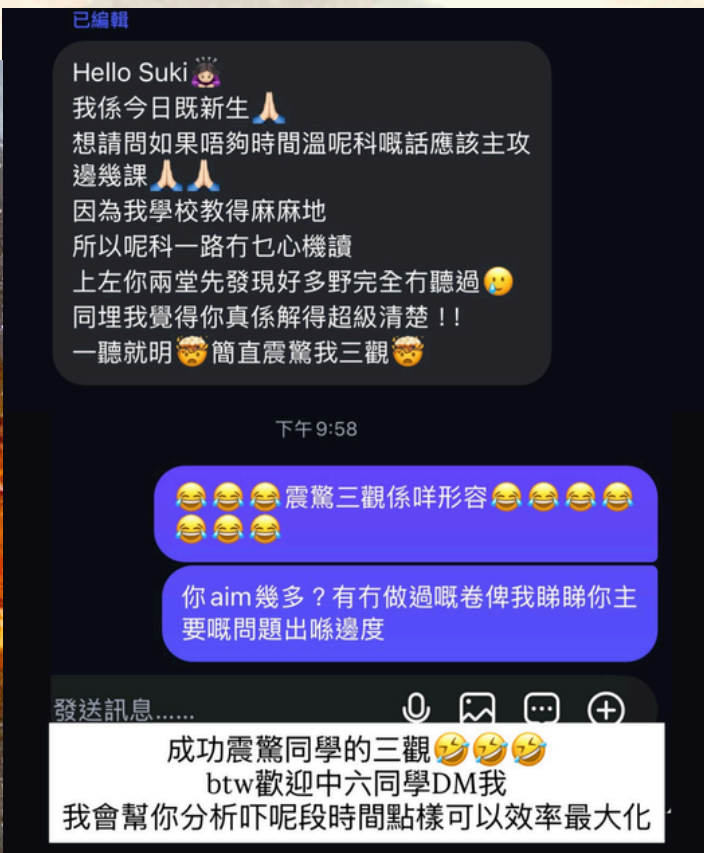 已編輯
Hello Suki🙇🏻‍♀️
我係今日既新生🙏🏻
想請問如果唔夠時間溫呢科嘅話應該主攻
邊幾課🙏🏻🙏🏻
因為我學校教得麻麻地
所以呢科一路冇乜心機讀
上左你兩堂先發現好多野完全冇聽過🥲
同埋我覺得你真係解得超級清楚！!
一聽就明🤯簡直震驚我三觀🤯
下午9:58
😂😂😂震驚三觀係咩形容😂😂😂😂
😂😂😂
你aim幾多？有冇做過嘅卷俾我睇睇你主
要嘅問題出喺邊度
發送訊息......
成功震驚同學的三觀🤣🤣🤣
btw歡迎中六同學DM我
我會幫你分析吓呢段時間點樣可以效率最大化